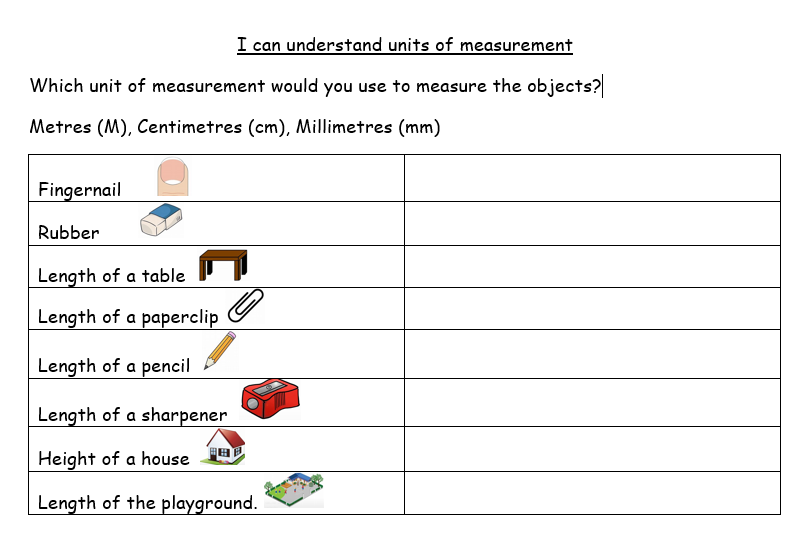 I can understand units of measurement
Which unit of measurement would you use to measure the objects?
Metres (M), Centimetres (cm), Millimetres (mm)
Fingernail
Rubber
Length of a table
Length of a paperclip
Length of a pencil
Length of a sharpener
Height of a house
Length of the playground.